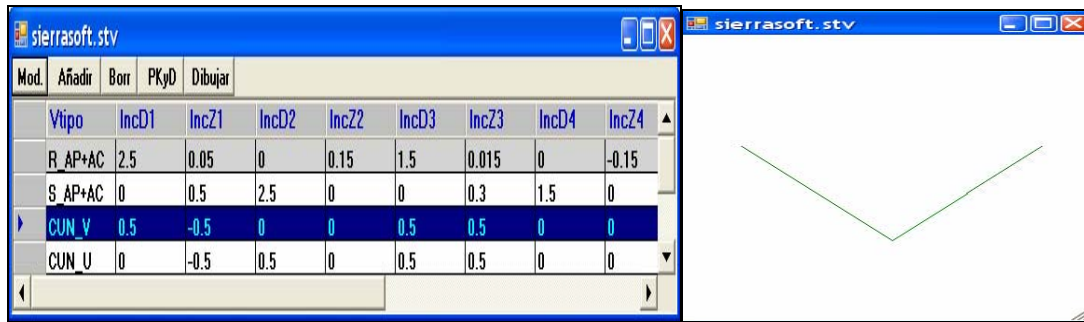 sierrasoft.stv
Mod. Añadir Borr PKyD Dibujar
Vtipo IncD1 IncZ1 IncD2 IncZ2 IncD3 IncZ3 IncD4 IncZ4
R_AP+AC 2.5 0.05 0 0.15 1.5 0.015 0 -0.15
S_AP+AC 0 0.5 2.5 0 0 0.3 1.5 0
CUN_V 0.5 -0.5 0 0 0.5 0.5 0 0
CUN_U 0 -0.5 0.5 0 0.5 0.5 0 0
sierrasoft.stv